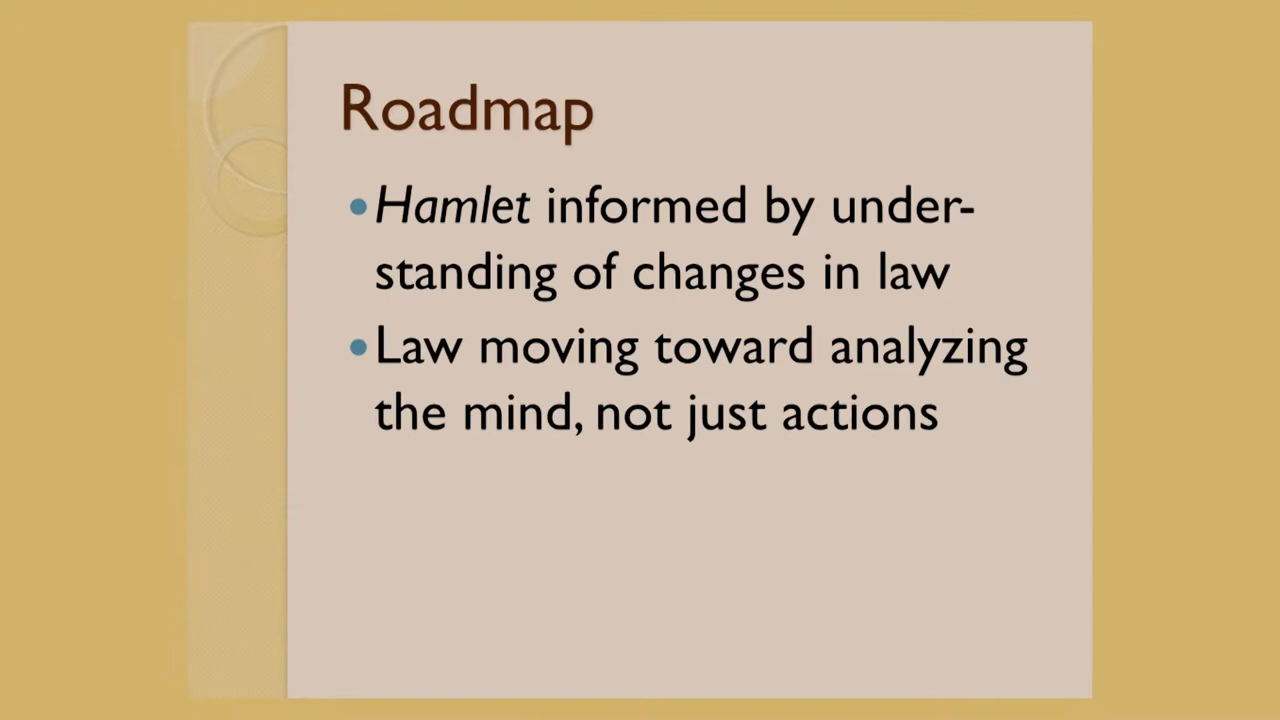 Roadmap
•Hamlet informed by under-
standing of changes in law
•Law moving toward analyzing
the mind, not just actions